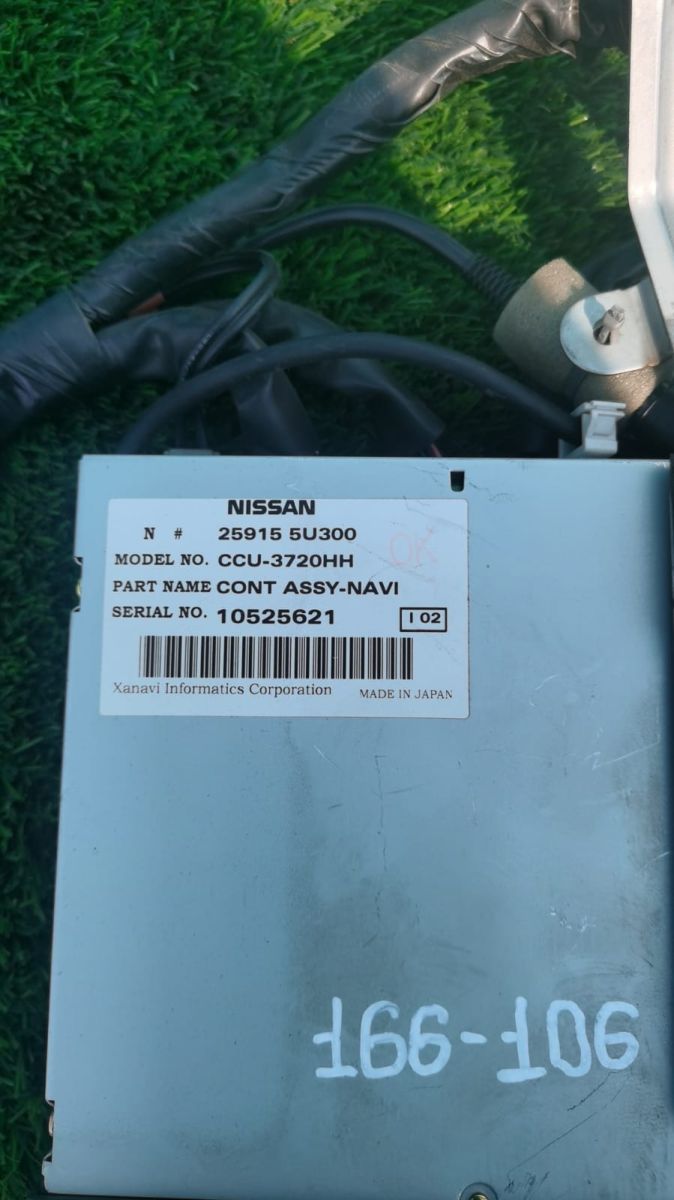 NISSAN
N # 25915 5U300
OK
MODEL NO. CCU-3720HH
PART NAME CONT ASSY-NAVI
SERIAL NO. 10525621
I 02
Xanavi Informatics Corporation MADE IN JAPAN
166-106